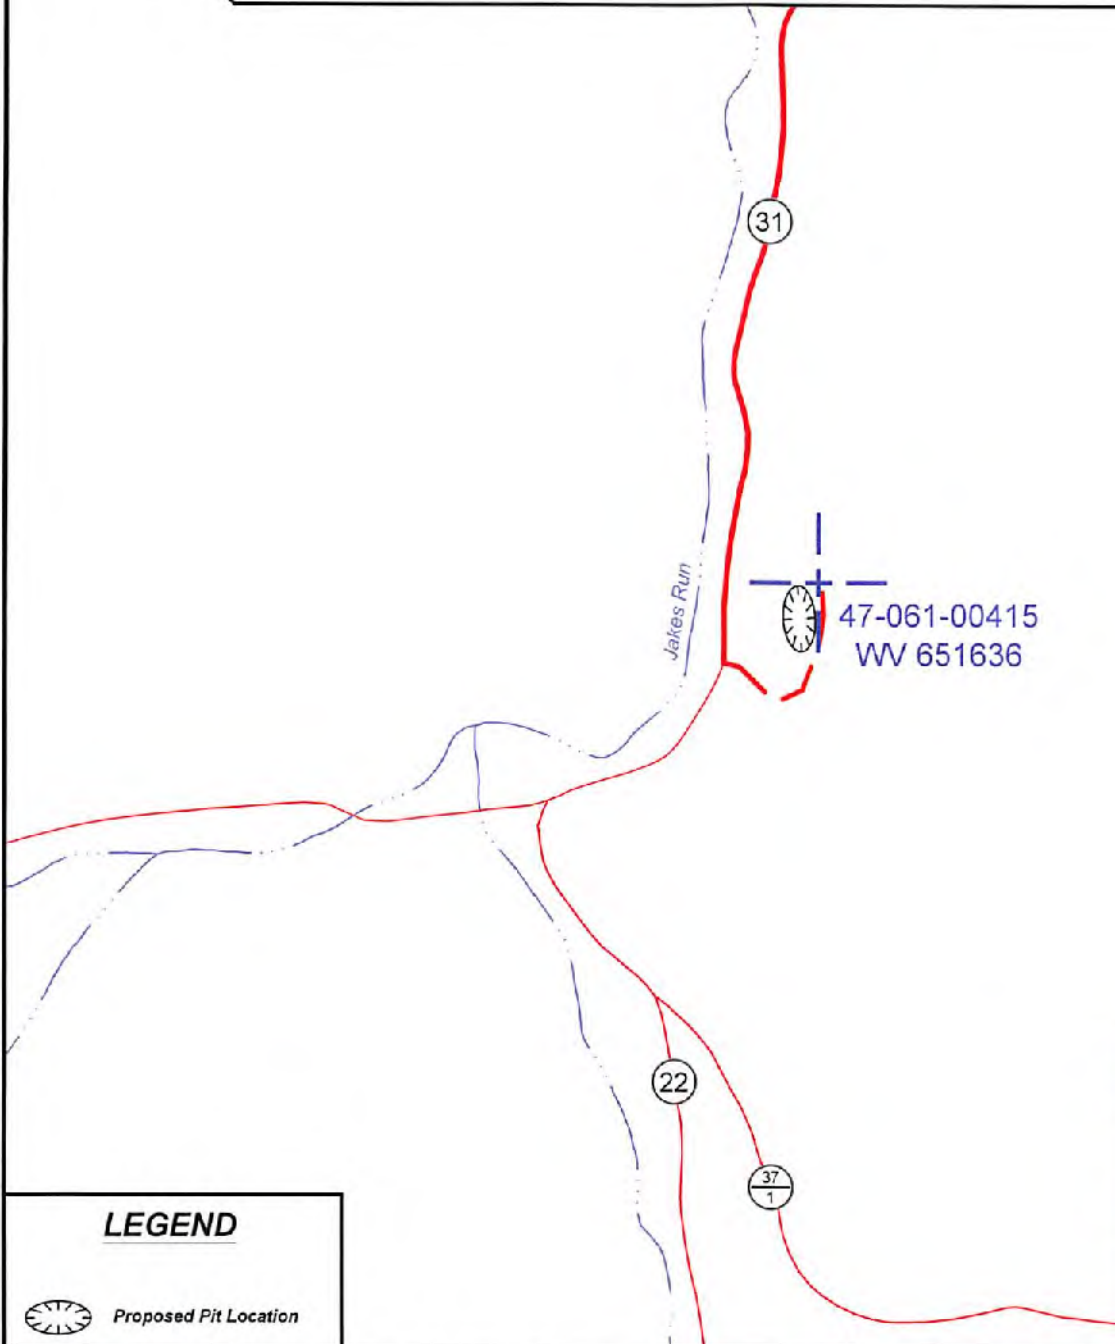 31
Jakes Run
47-061-00415
WV 651636
22
37
1
LEGEND
Proposed Pit Location